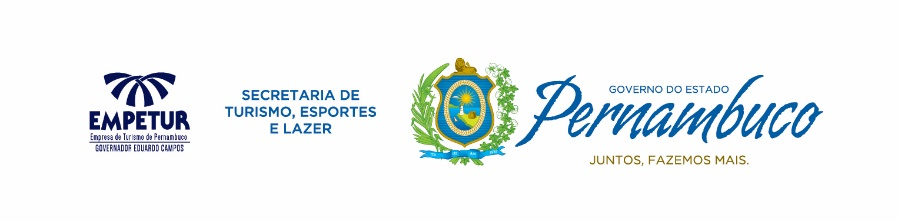 EMPETUR
Empresa de Turismo de Pernambuco
GOVERNADOR EDUARDO CAMPOS
SECRETARIA DE
TURISMO, ESPORTES
E LAZER
GOVERNO DO ESTADO
Pernambuco
JUNTOS, FAZEMOS MAIS.